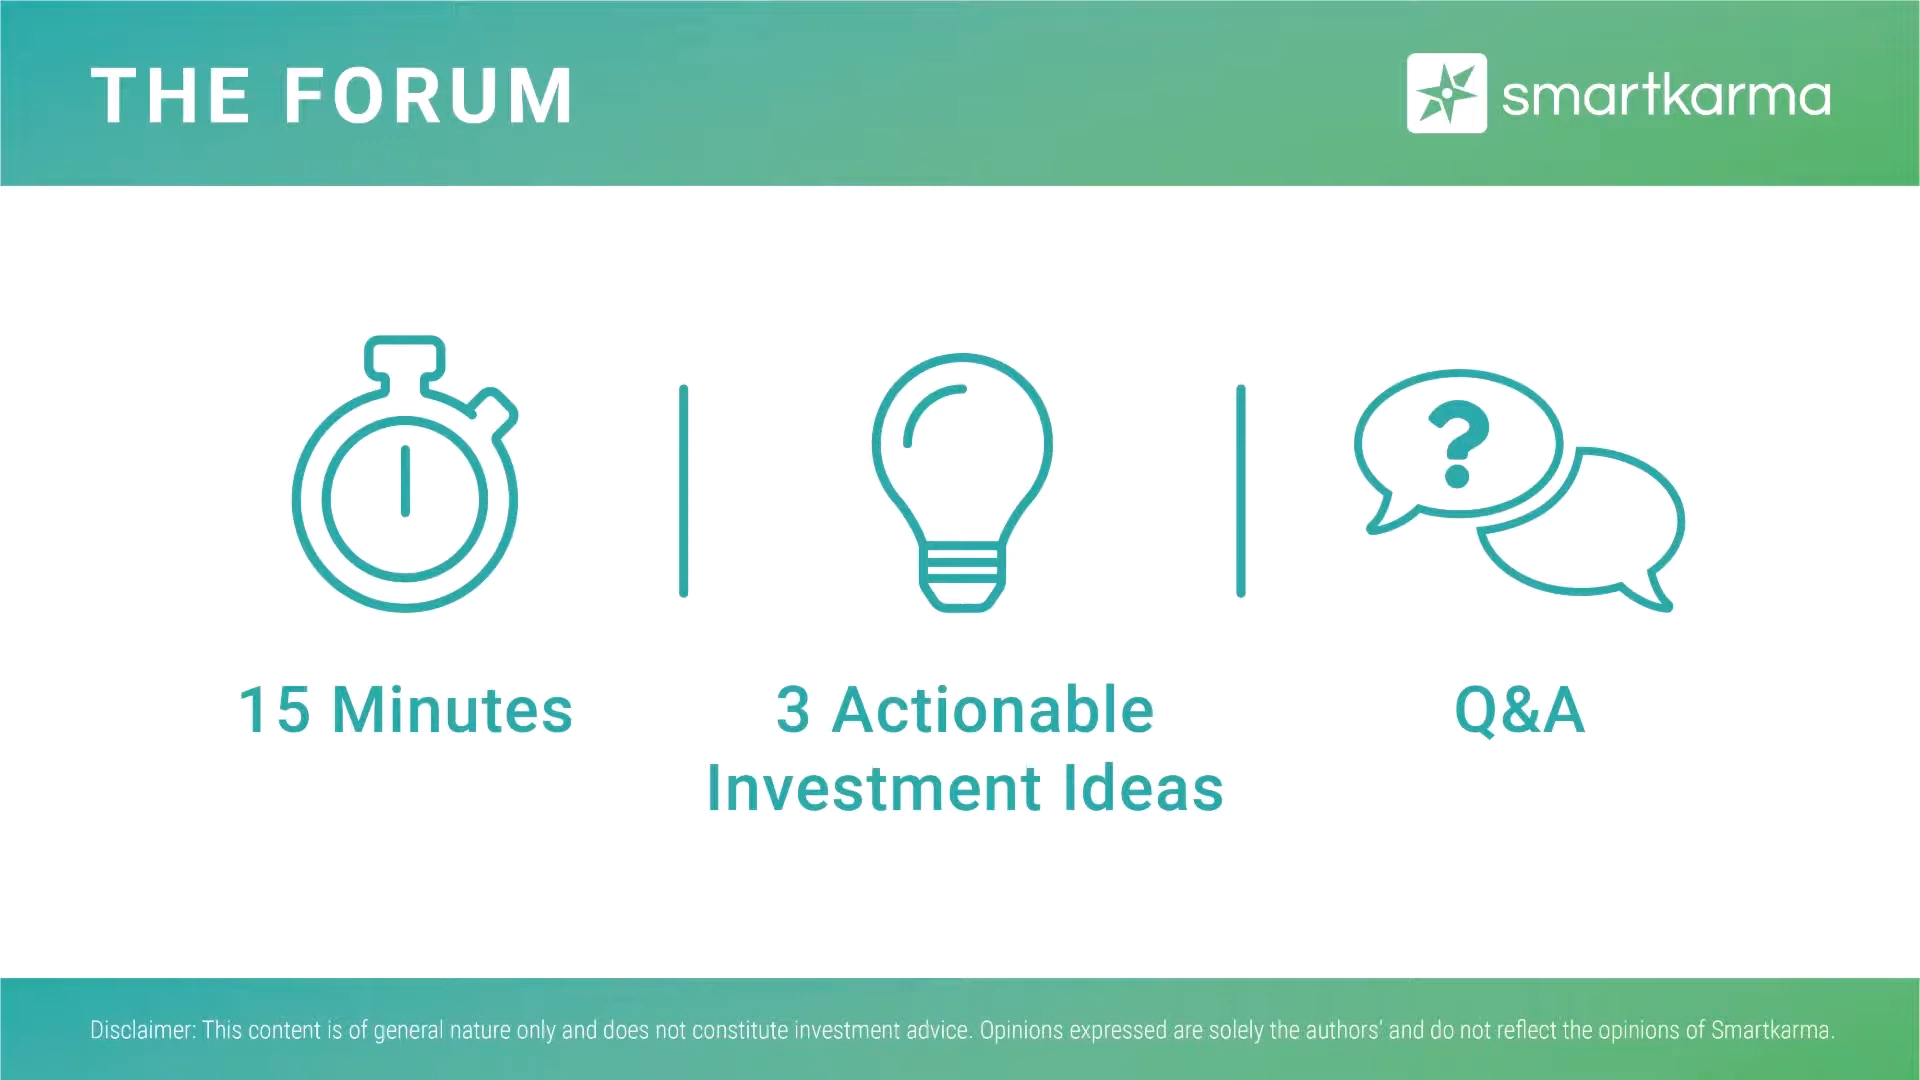 THE FORUM
smartkarma
?
15 Minutes
3 Actionable
Investment Ideas
Q&A
Disclaimer: This content is of general nature only and does not constitute investment advice. Opinions expressed are solely the authors' and do not reflect the opinions of Smartkarma.